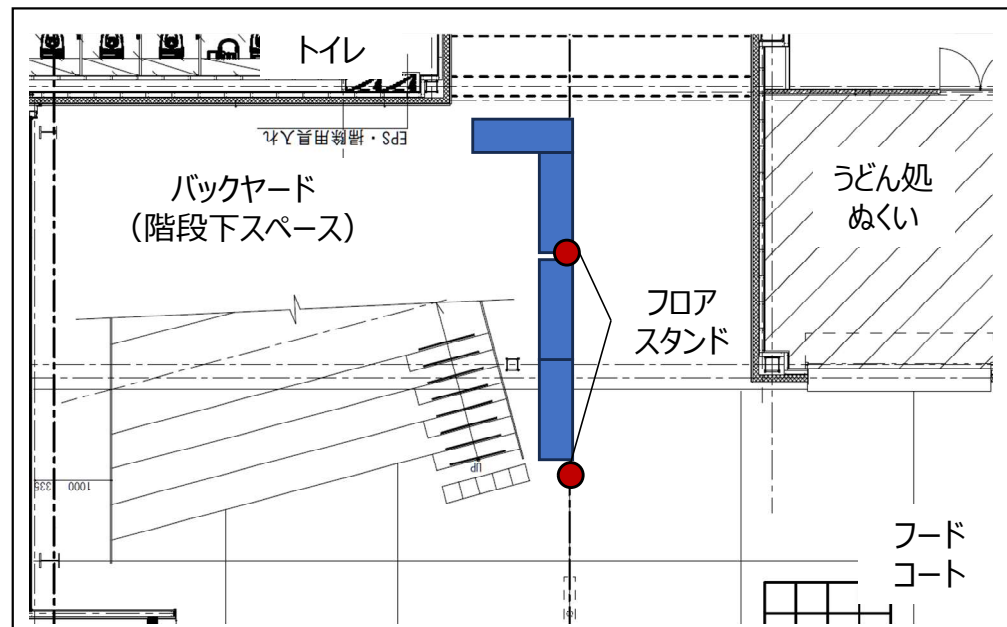 トイレ
EPS・掃除用具入れ
バックヤード
（階段下スペース）
うどん処
ぬくい
フロア
スタンド
UP
1000
335
フード
コート